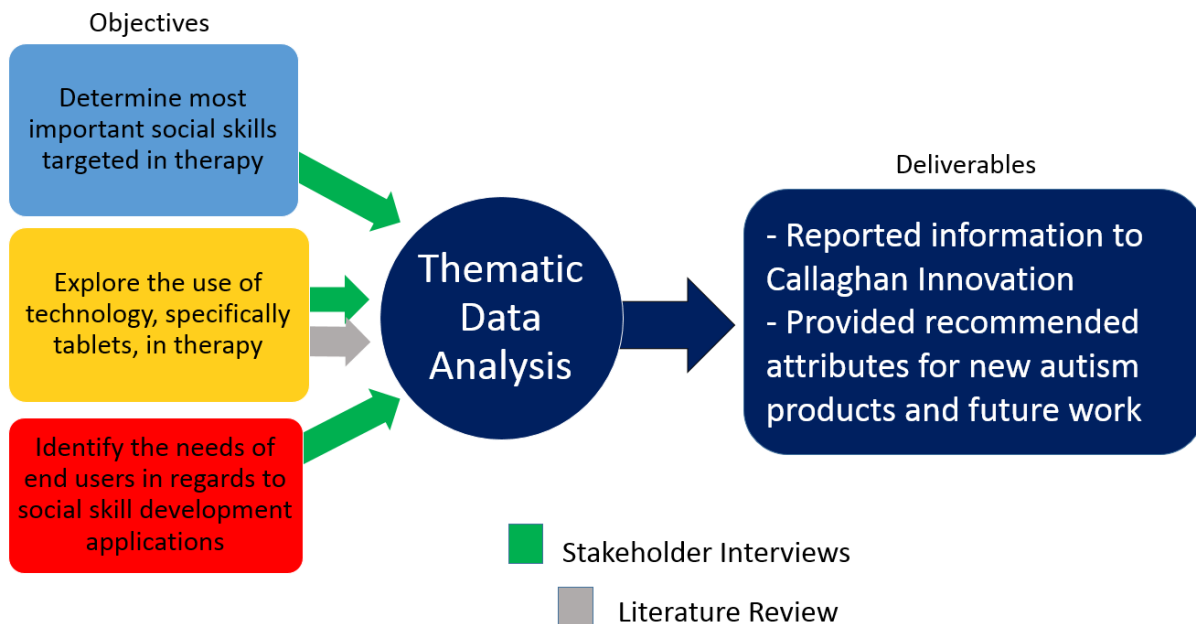 Objectives
Determine most
important social skills
targeted in therapy
Explore the use of
technology, specifically
tablets, in therapy
Identify the needs of
end users in regards to
social skill development
applications
Thematic
Data
Analysis
Deliverables
- Reported information to
Callaghan Innovation
- Provided recommended
attributes for new autism
products and future work
Stakeholder Interviews
Literature Review